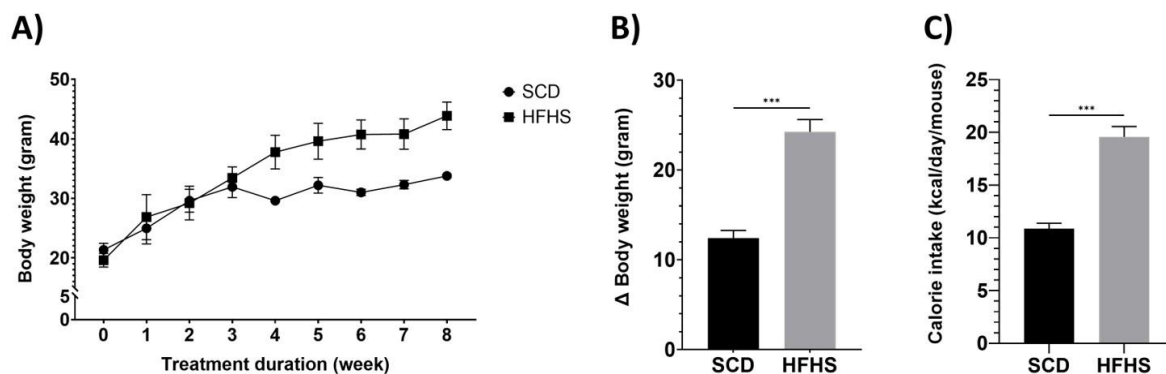 A)
50
40
30
20
5
0
Body weight (gram)
0 1 2 3 4 5 6 7 8
Treatment duration (week)
SCD
HFHS
B)
30
20
10
0
Δ Body weight (gram)
***
SCD HFHS
C)
25
20
15
10
5
0
Calorie intake (kcal/day/mouse)
***
SCD HFHS